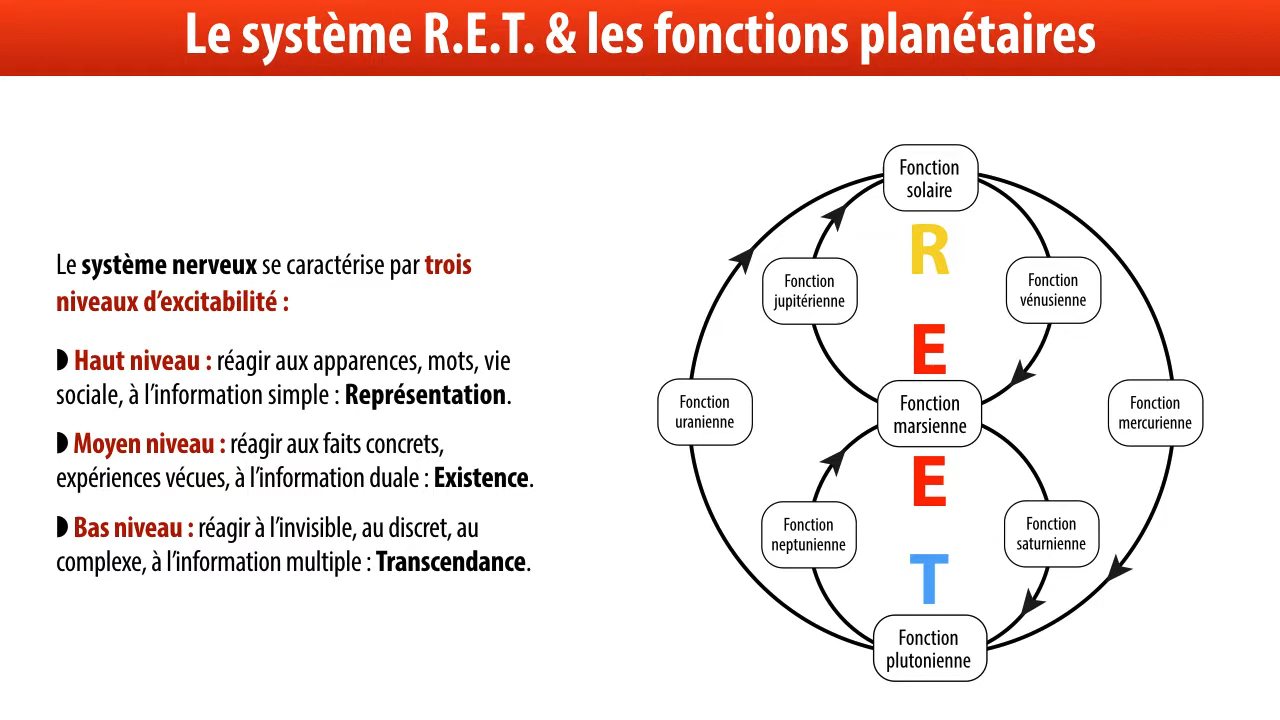 Le système R.E.T. & les fonctions planétaires
Le système nerveux se caractérise par trois
niveaux d'excitabilité :
◗ Haut niveau : réagir aux apparences, mots, vie
sociale, à l'information simple : Représentation.
◗ Moyen niveau : réagir aux faits concrets,
expériences vécues, à l'information duale : Existence.
◗ Bas niveau : réagir à l'invisible, au discret, au
complexe, à l'information multiple : Transcendance.
Fonction
solaire
R
Fonction
jupitérienne
Fonction
vénusienne
E
Fonction
uranienne
Fonction
marsienne
Fonction
mercurienne
E
Fonction
neptunienne
Fonction
saturnienne
T
Fonction
plutonienne